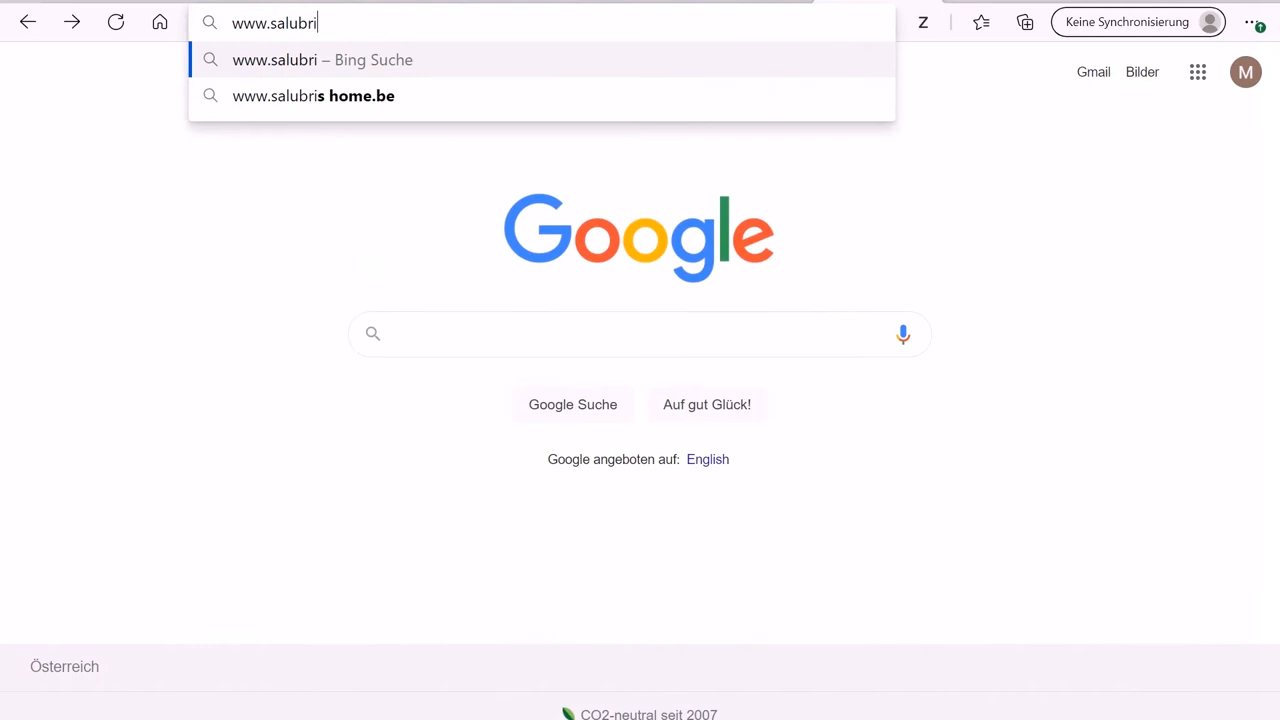 www.salubri
Z
Keine Synchronisierung
www.salubri – Bing Suche
www.salubris home.be
Gmail
Bilder
M
Google
Google Suche
Auf gut Glück!
Google angeboten auf: English
Österreich
CO2-neutral seit 2007